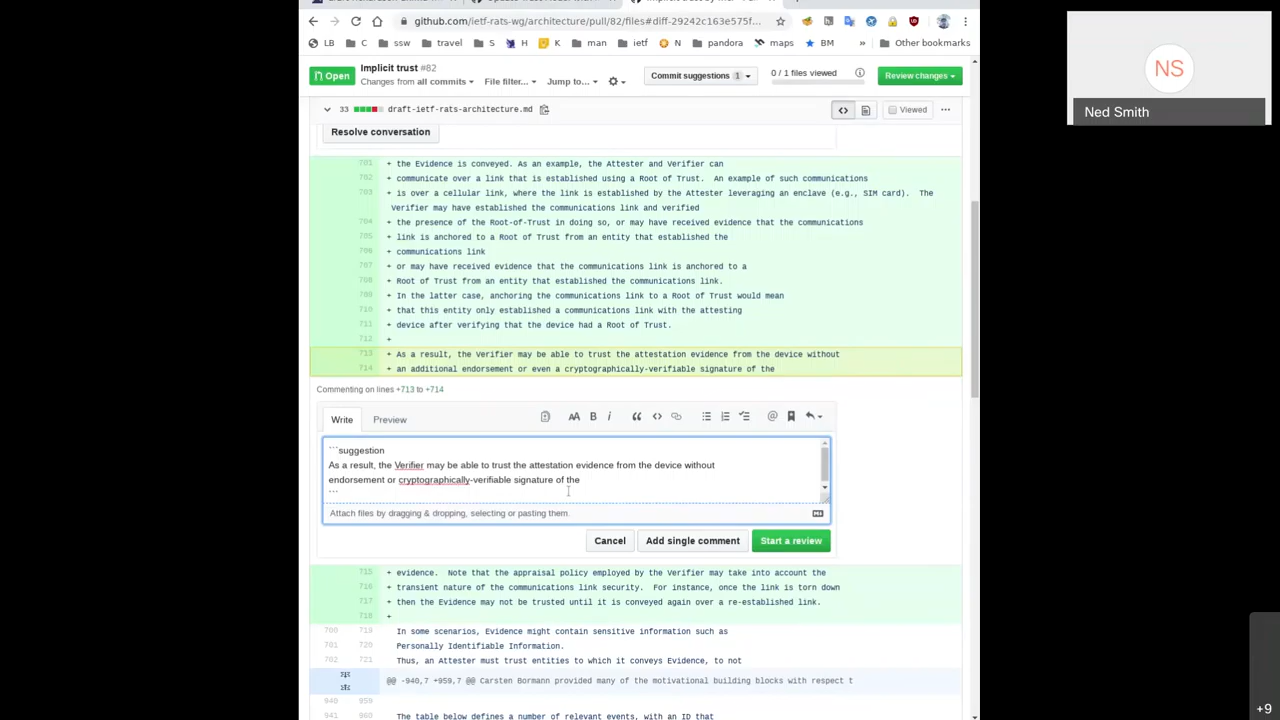 github.com/ietf-rats-wg/architecture/pull/82/files#diff-29242c163e575f...
LB C ssw travel S H K man ietf N pandora maps BM » Other bookmarks
Open
Implicit trust #82
Changes from all commits File filter... Jump to...
Commit suggestions 1
0 / 1 files viewed
Review changes
33 draft-ietf-rats-architecture.md
Viewed
Resolve conversation
701 + the Evidence is conveyed. As an example, the Attester and Verifier can
702 + communicate over a link that is established using a Root of Trust. An example of such communications
703 + is over a cellular link, where the link is established by the Attester leveraging an enclave (e.g., SIM card). The
Verifier may have established the communications link and verified
704 + the presence of the Root-of-Trust in doing so, or may have received evidence that the communications
705 + link is anchored to a Root of Trust from an entity that established the
706 + communications link
707 + or may have received evidence that the communications link is anchored to a
708 + Root of Trust from an entity that established the communications link.
709 + In the latter case, anchoring the communications link to a Root of Trust would mean
710 + that this entity only established a communications link with the attesting
711 + device after verifying that the device had a Root of Trust.
712 +
713 + As a result, the Verifier may be able to trust the attestation evidence from the device without
714 + an additional endorsement or even a cryptographically-verifiable signature of the
Commenting on lines +713 to +714
Write Preview
AA B i
```suggestion
As a result, the Verifier may be able to trust the attestation evidence from the device without
endorsement or cryptographically-verifiable signature of the
```
Attach files by dragging & dropping, selecting or pasting them.
Cancel Add single comment Start a review
715 + evidence. Note that the appraisal policy employed by the Verifier may take into account the
716 + transient nature of the communications link security. For instance, once the link is torn down
717 + then the Evidence may not be trusted until it is conveyed again over a re-established link.
718 +
700 719 In some scenarios, Evidence might contain sensitive information such as
701 720 Personally Identifiable Information.
702 721 Thus, an Attester must trust entities to which it conveys Evidence, to not
@@ -940,7 +959,7 @@ Carsten Bormann provided many of the motivational building blocks with respect t
940 959
941 960 The table below defines a number of relevant events, with an ID that
NS
Ned Smith
+9